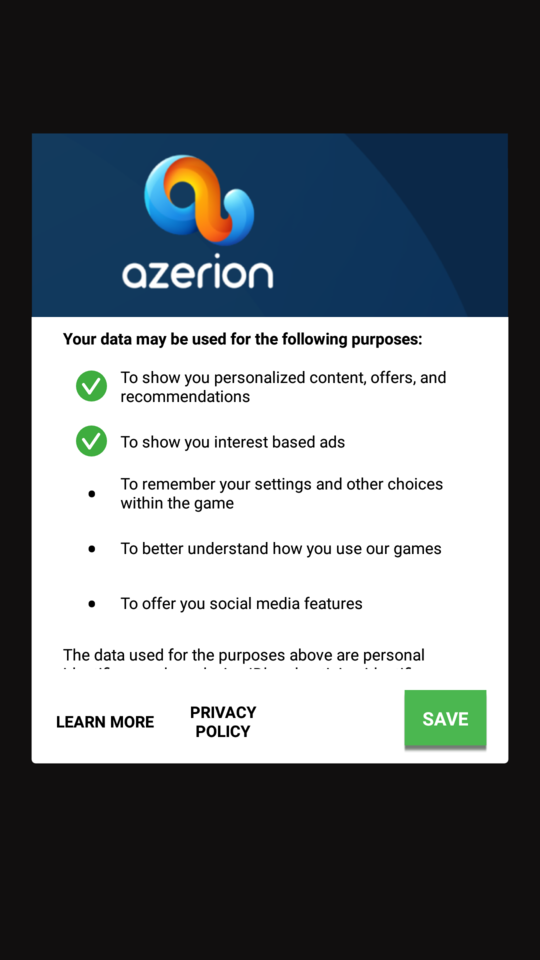 azerion
Your data may be used for the following purposes:
To show you personalized content, offers, and
recommendations
To show you interest based ads
To remember your settings and other choices
within the game
To better understand how you use our games
To offer you social media features
The data used for the purposes above are personal
LEARN MORE
PRIVACY
POLICY
SAVE